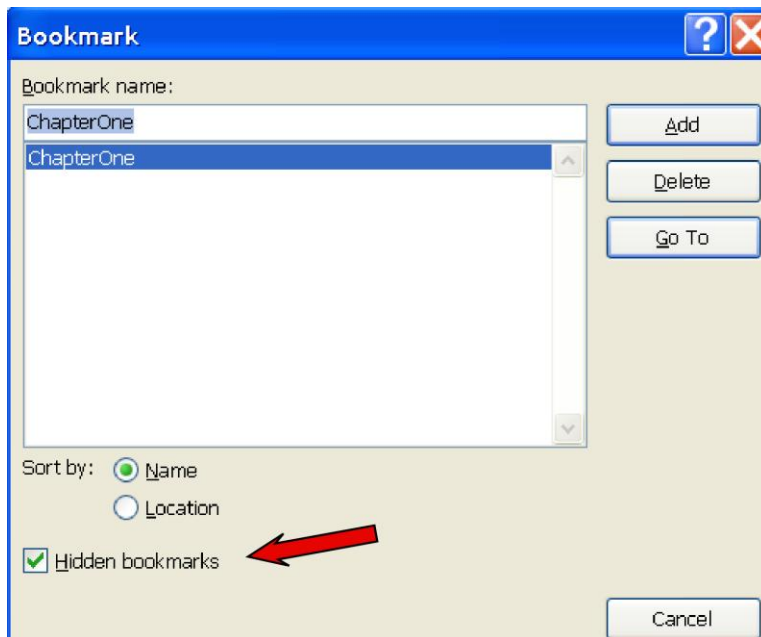 Bookmark
Bookmark name:
ChapterOne
ChapterOne
Add
Delete
Go To
Sort by: Name
Location
Hidden bookmarks
Cancel